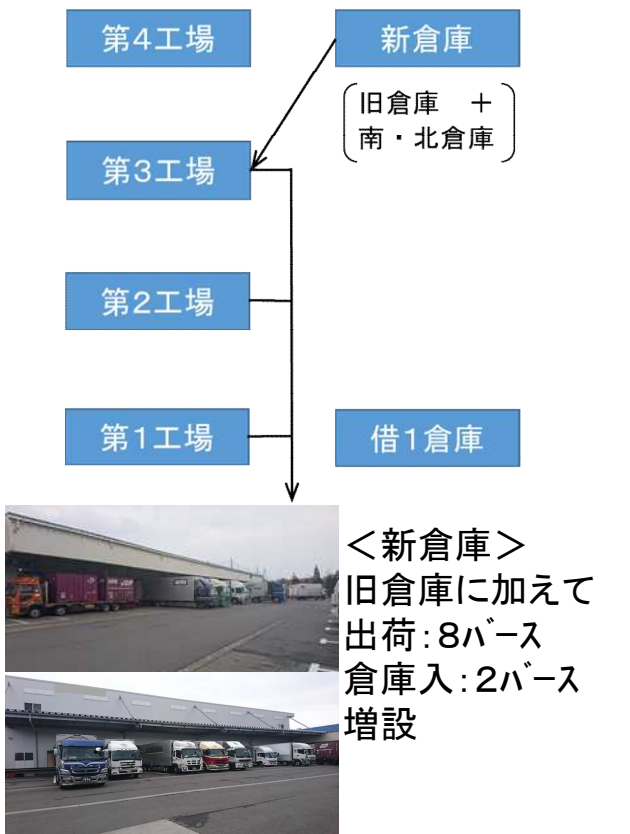 第4工場
新倉庫
旧倉庫 +
南・北倉庫
第3工場
第2工場
第1工場
借1倉庫
＜新倉庫＞
旧倉庫に加えて
出荷：8ﾊﾞｰｽ
倉庫入：2ﾊﾞｰｽ
増設